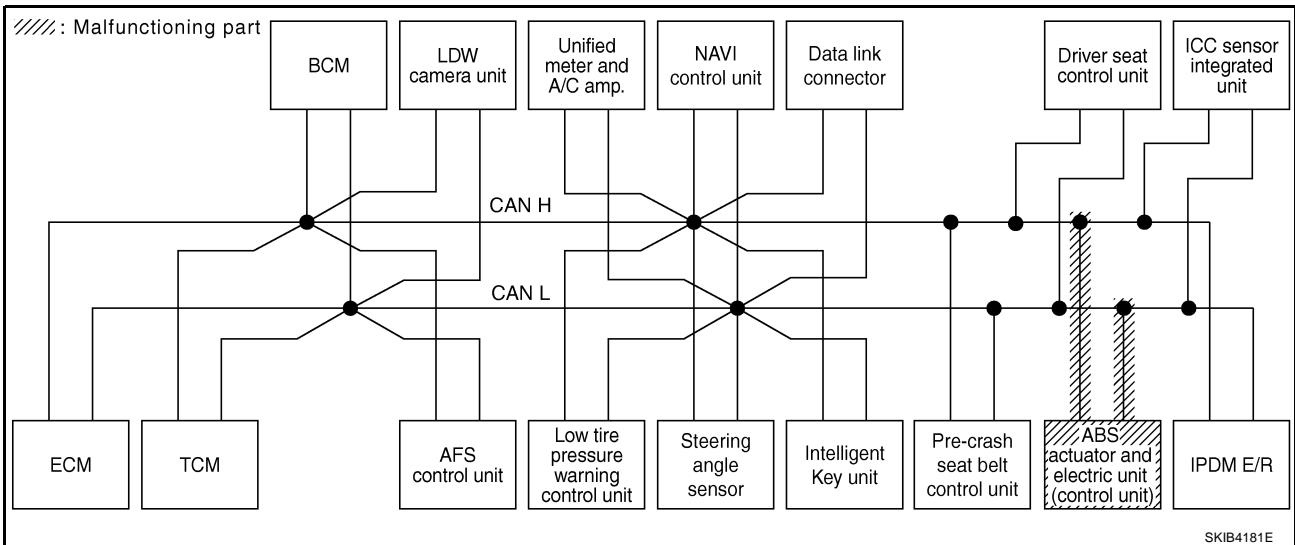 : Malfunctioning part
BCM
LDW
camera unit
Unified
meter and
A/C amp.
NAVI
control unit
Data link
connector
Driver seat
control unit
ICC sensor
integrated
unit
CAN H
CAN L
ECM
TCM
AFS
control unit
Low tire
pressure
warning
control unit
Steering
angle
sensor
Intelligent
Key unit
Pre-crash
seat belt
control unit
ABS
actuator and
electric unit
(control unit)
IPDM E/R
SKIB4181E